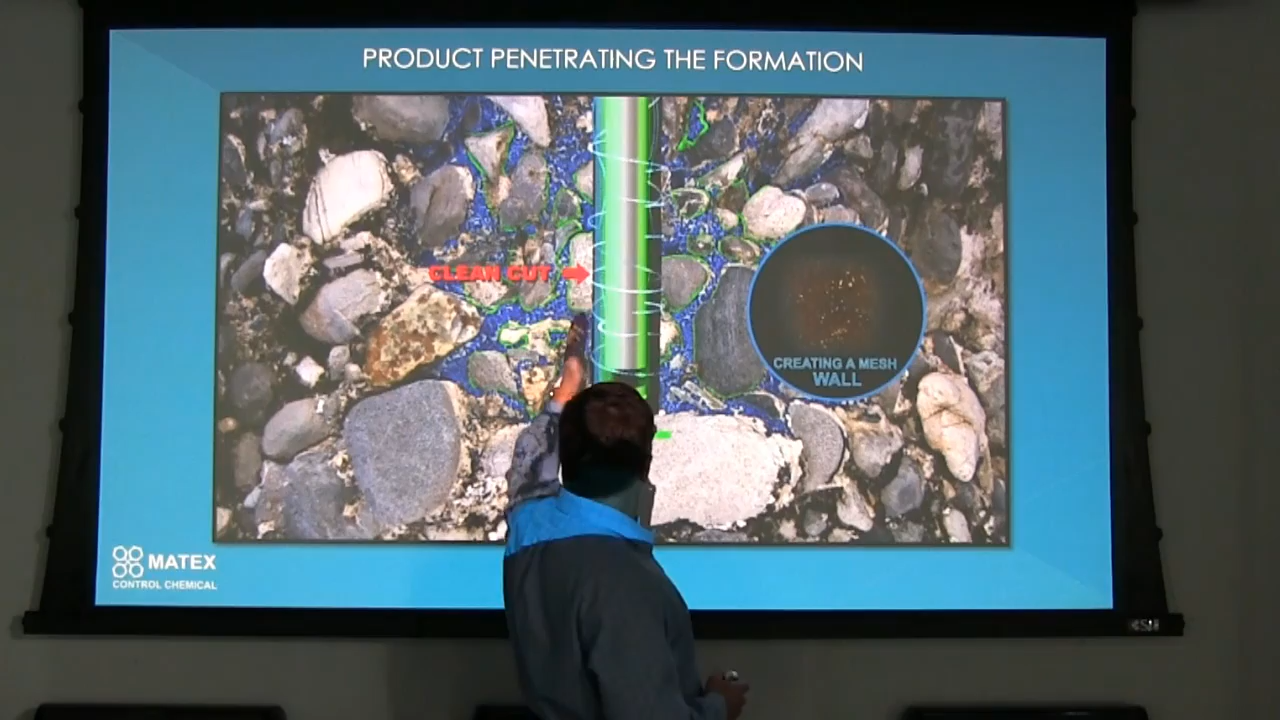 PRODUCT PENETRATING THE FORMATION
CLEAN CUT
CREATING A MESH
WALL
MATEX
CONTROL CHEMICAL